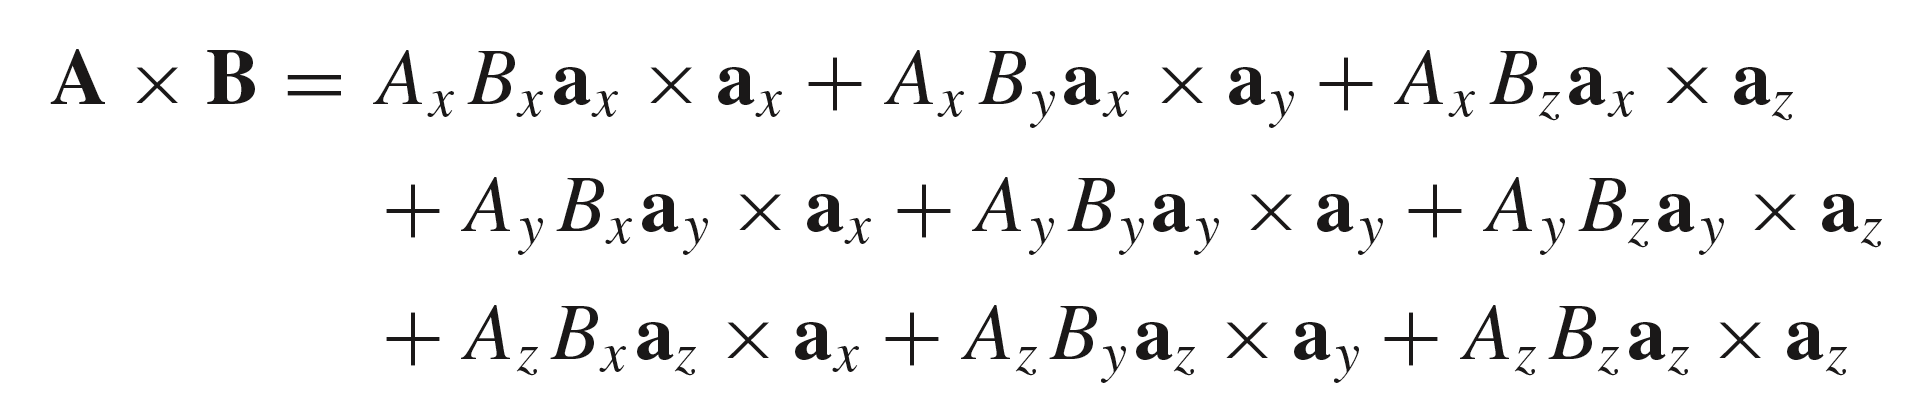 𝐀 × 𝐁 = A_x B_x 𝐚_x × 𝐚_x + A_x B_y 𝐚_x × 𝐚_y + A_x B_z 𝐚_x × 𝐚_z
+ A_y B_x 𝐚_y × 𝐚_x + A_y B_y 𝐚_y × 𝐚_y + A_y B_z 𝐚_y × 𝐚_z
+ A_z B_x 𝐚_z × 𝐚_x + A_z B_y 𝐚_z × 𝐚_y + A_z B_z 𝐚_z × 𝐚_z